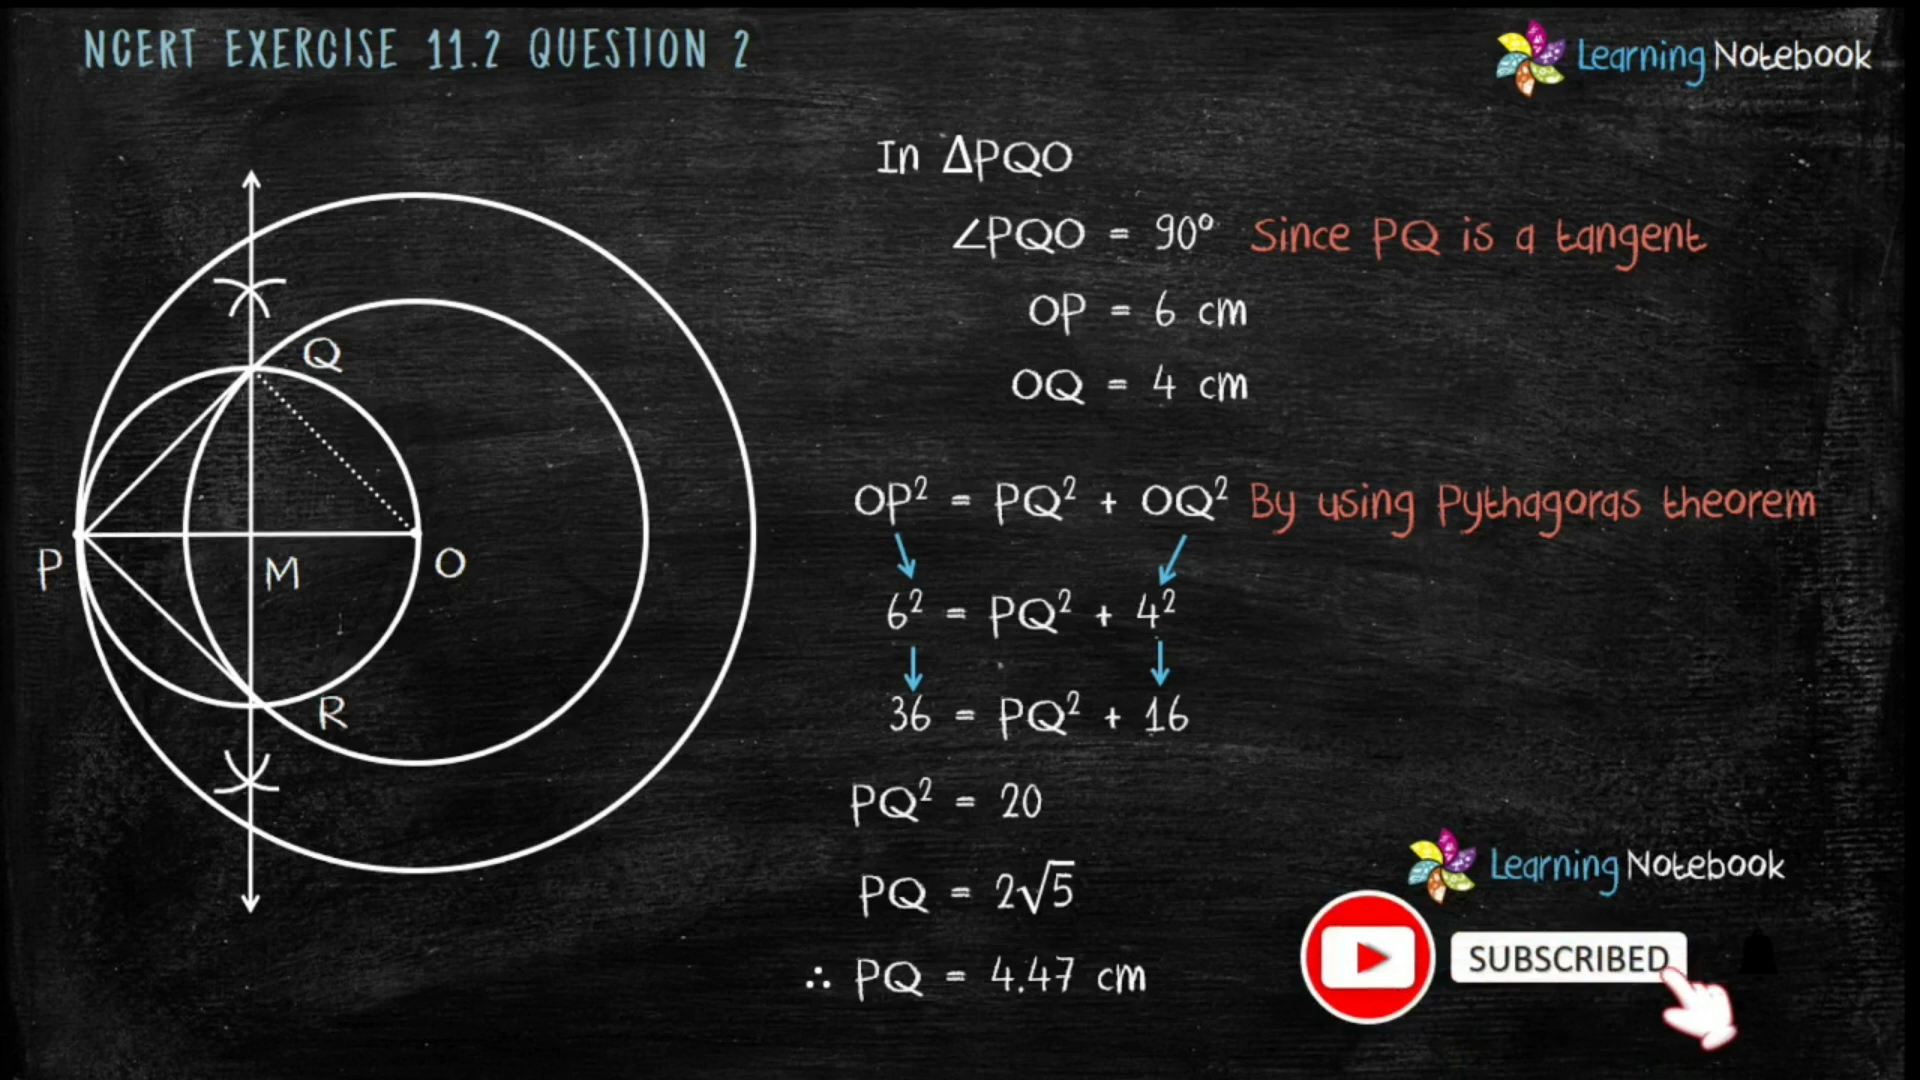 NCERT EXERCISE 11.2 QUESTION 2
Learning Notebook
In ΔPQO
∠PQO = 90° Since PQ is a tangent
OP = 6 cm
OQ = 4 cm
OP² = PQ² + OQ² By using Pythagoras theorem
6² = PQ² + 4²
36 = PQ² + 16
PQ² = 20
PQ = 2√5
∴ PQ = 4.47 cm
Q
P
M
O
R
Learning Notebook
SUBSCRIBED